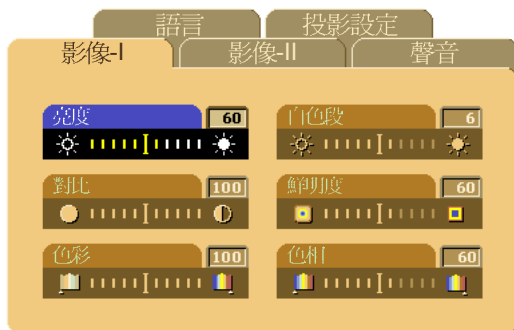 語言 投影設定
影像-I 影像-II 聲音
亮度 60 白色段 6
對比 100 鮮明度 60
色彩 100 色相 60